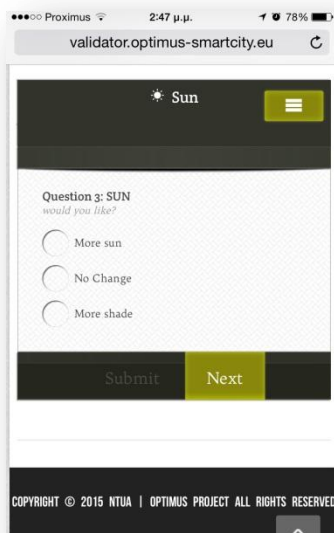 Proximus 2:47 μ.μ. 78%
validator.optimus-smartcity.eu
Sun
Question 3: SUN
would you like?
More sun
No Change
More shade
Submit Next
COPYRIGHT © 2015 NTUA | OPTIMUS PROJECT ALL RIGHTS RESERVED